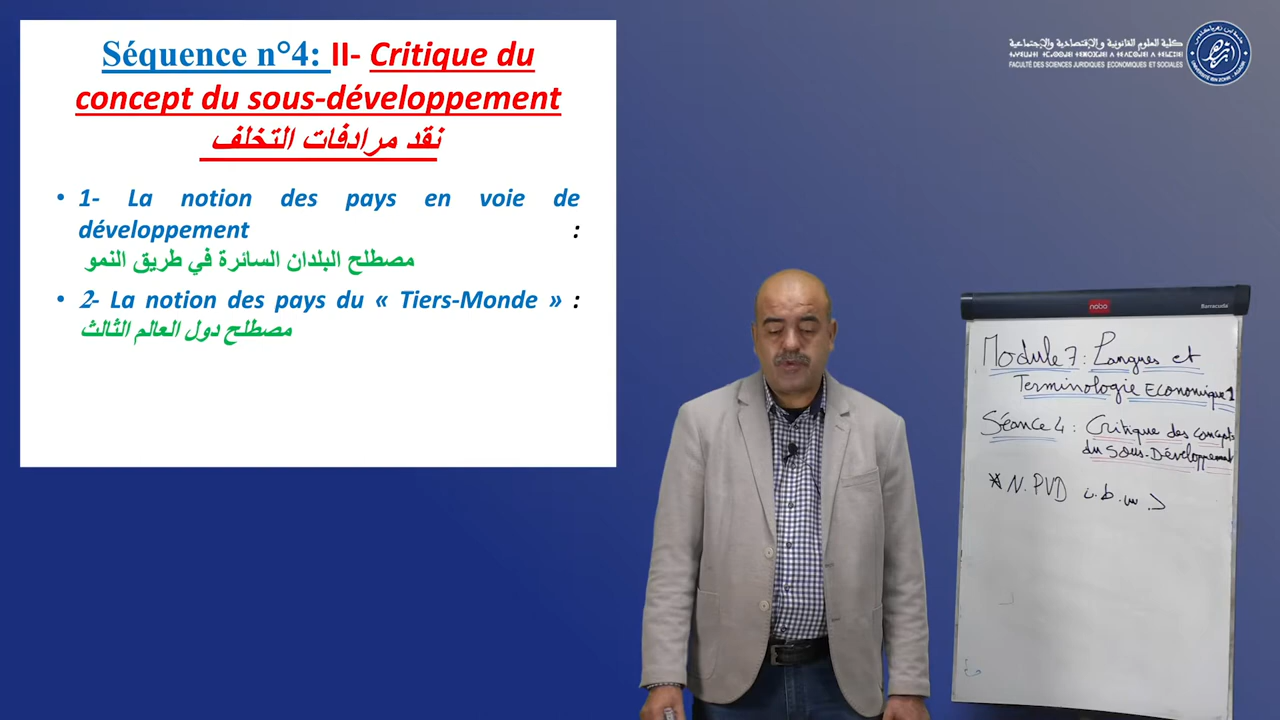 Séquence n°4: II- Critique du
concept du sous-développement
نقد مرادفات التخلف
• 1- La notion des pays en voie de
développement :
مصطلح البلدان السائرة في طريق النمو
• 2- La notion des pays du « Tiers-Monde » :
مصطلح دول العالم الثالث
كلية العلوم القانونية والإقتصادية والإجتماعية
FACULTÉ DES SCIENCES JURIDIQUES ÉCONOMIQUES ET SOCIALES
nobo
Barracuda
Module 7: Langues et
Terminologie Economique 1
Séance 4 : Critique des concepts
du Sous-Développement
* N. PVD د.س.ط.ن